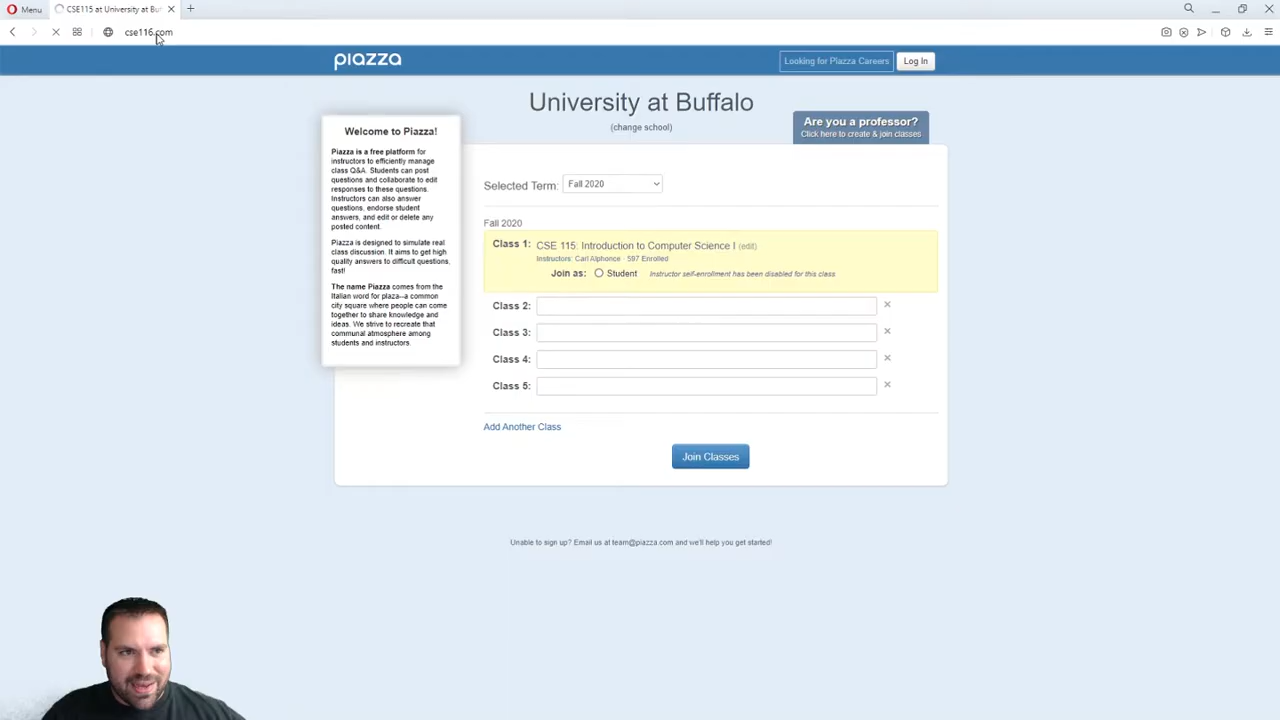 Menu
CSE115 at University at Buf
cse116.com
piazza
Looking for Piazza Careers
Log In
University at Buffalo
(change school)
Are you a professor?
Click here to create & join classes
Welcome to Piazza!
Piazza is a free platform for
instructors to efficiently manage
class Q&A. Students can post
questions and collaborate to edit
responses to these questions.
Instructors can also answer
questions, endorse student
answers, and edit or delete any
posted content.
Piazza is designed to simulate real
class discussion. It aims to get high
quality answers to difficult questions,
fast!
The name Piazza comes from the
Italian word for plaza--a common
city square where people can come
together to share knowledge and
ideas. We strive to recreate that
communal atmosphere among
students and instructors.
Selected Term: Fall 2020
Fall 2020
Class 1: CSE 115: Introduction to Computer Science I (edit)
Instructors: Carl Alphonce · 597 Enrolled
Join as: Student Instructor self-enrollment has been disabled for this class
Class 2:
Class 3:
Class 4:
Class 5:
Add Another Class
Join Classes
Unable to sign up? Email us at team@piazza.com and we'll help you get started!